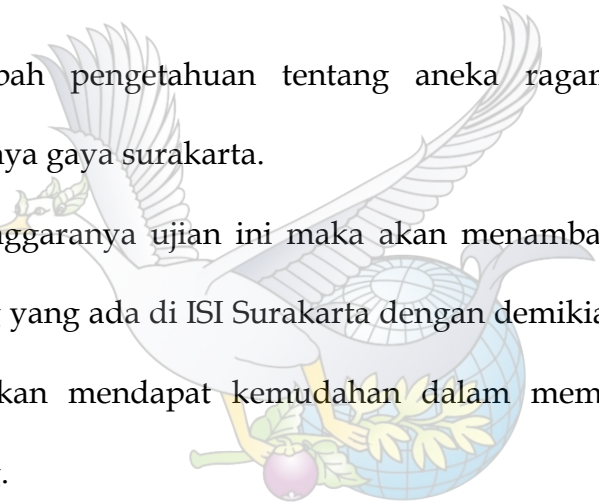 bah pengetahuan tentang aneka ragam
nya gaya surakarta.
nggaranya ujian ini maka akan menamba
yang ada di ISI Surakarta dengan demikia
kan mendapat kemudahan dalam mem